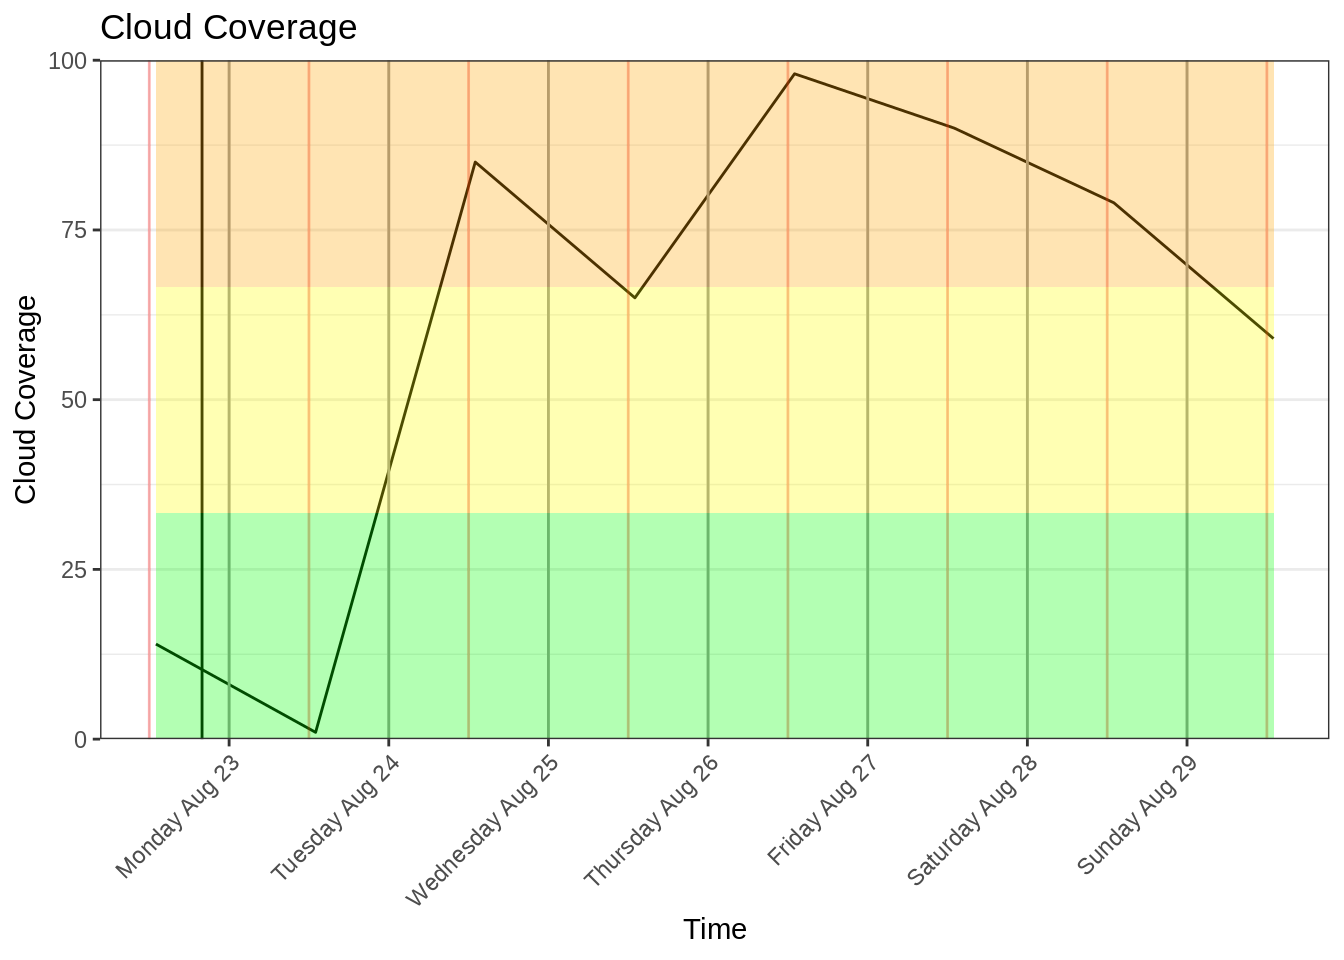 Cloud Coverage
100
75
50
25
0
Cloud Coverage
Monday Aug 23
Tuesday Aug 24
Wednesday Aug 25
Thursday Aug 26
Friday Aug 27
Saturday Aug 28
Sunday Aug 29
Time